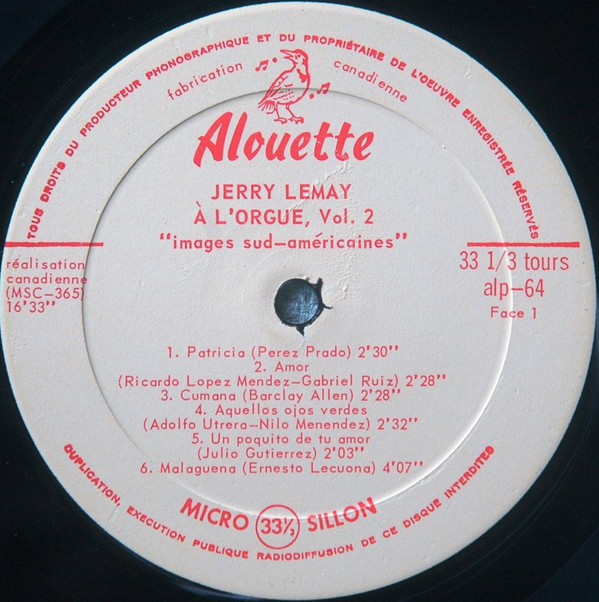 TOUS DROITS DU PRODUCTEUR PHONOGRAPHIQUE ET DU PROPRIÉTAIRE DE L'OEUVRE ENREGISTRÉE RÉSERVÉS
fabrication canadienne
Alouette
JERRY LEMAY
À L'ORGUE, Vol. 2
"images sud-américaines"
réalisation
canadienne
(MSC-365)
16'33''
33 1/3 tours
alp-64
Face 1
1. Patricia (Perez Prado) 2'30''
2. Amor
(Ricardo Lopez Mendez-Gabriel Ruiz) 2'28''
3. Cumana (Barclay Allen) 2'28''
4. Aquellos ojos verdes
(Adolfo Utrera-Nilo Menendez) 2'32''
5. Un poquito de tu amor
(Julio Gutierrez) 2'03''
6. Malaguena (Ernesto Lecuona) 4'07''
MICRO 33⅓ SILLON
DUPLICATION, EXECUTION PUBLIQUE RADIODIFFUSION DE CE DISQUE INTERDITES